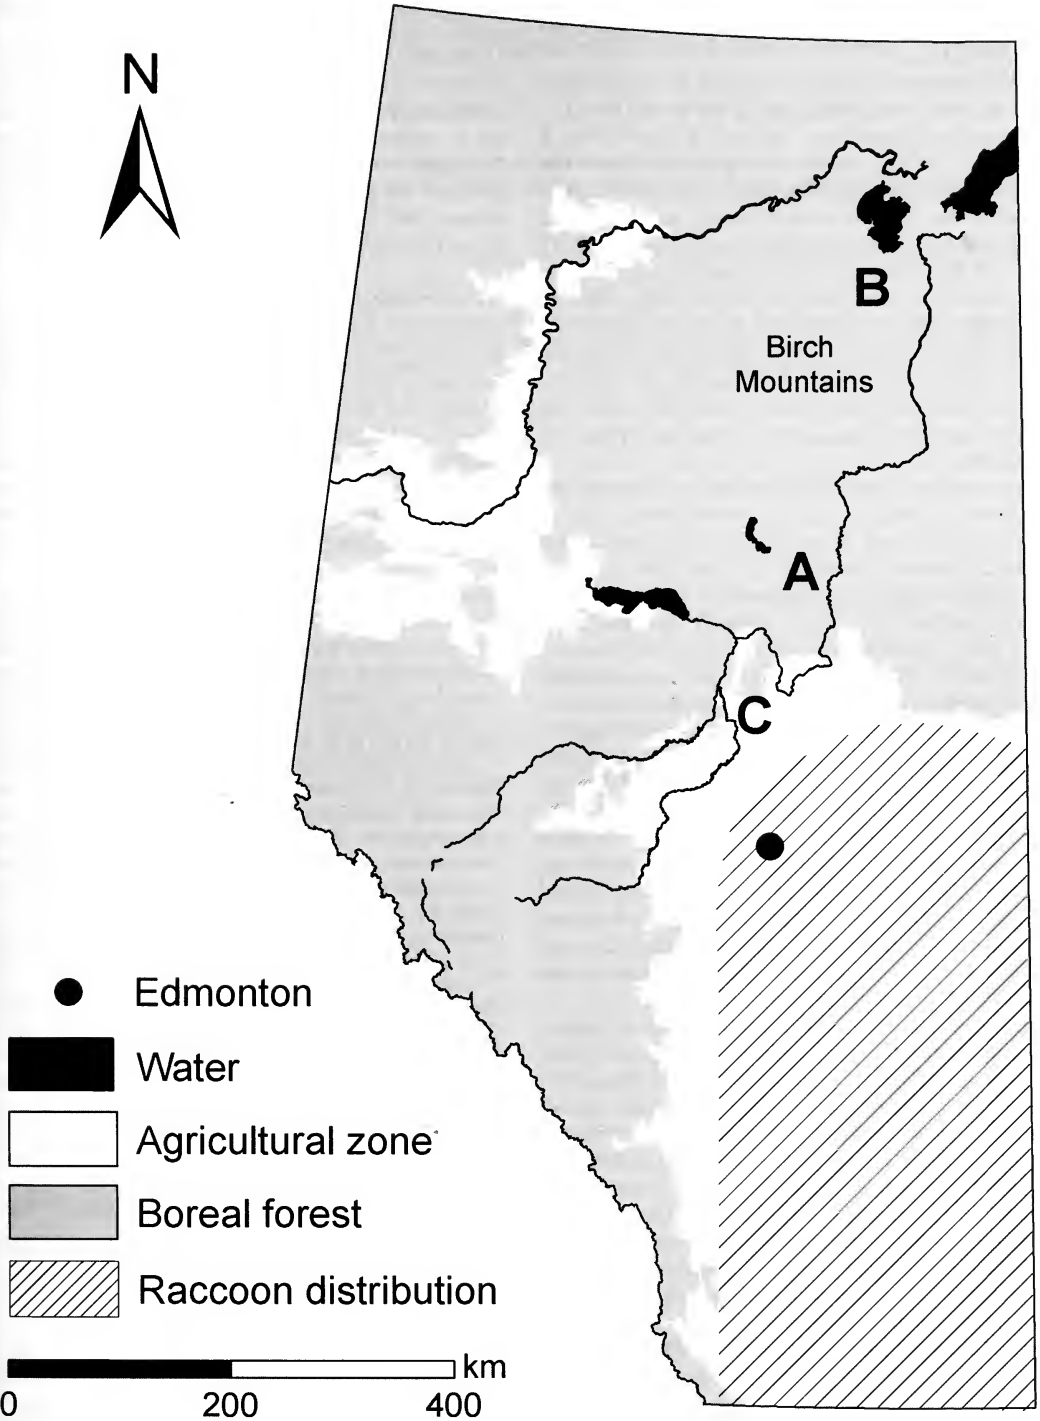 N
B
Birch
Mountains
A
C
Edmonton
Water
Agricultural zone
Boreal forest
Raccoon distribution
km
0 200 400